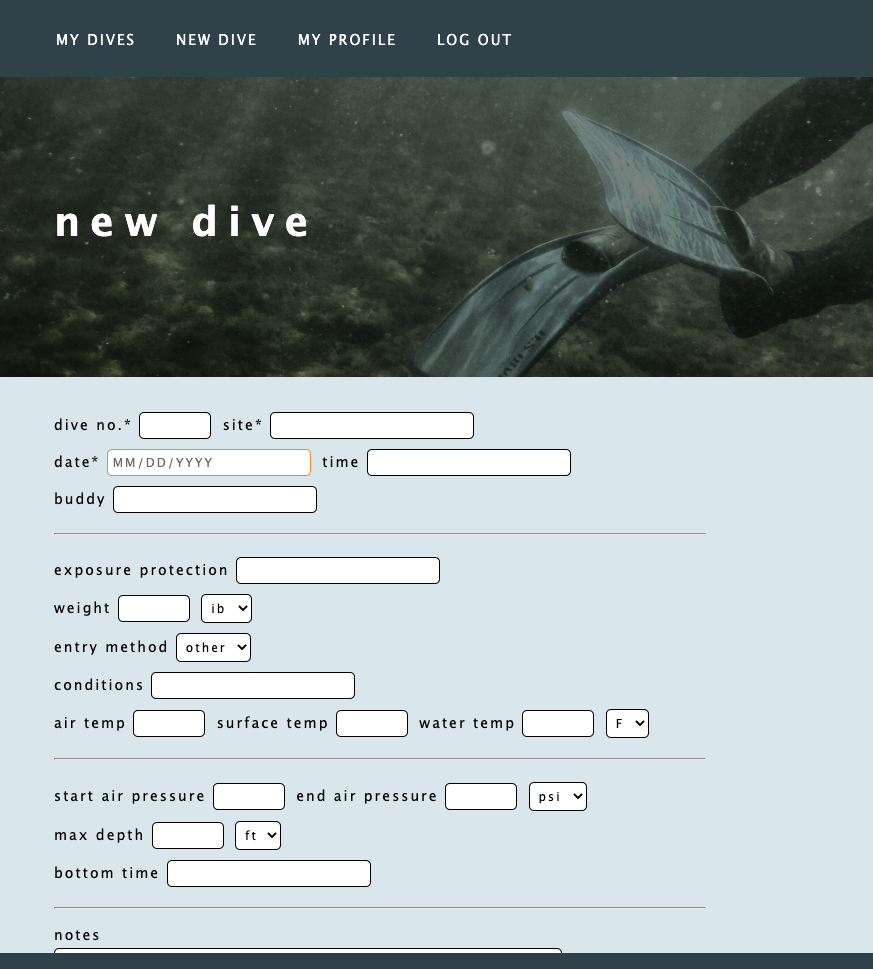 MY DIVES NEW DIVE MY PROFILE LOG OUT
new dive
dive no.* site*
date* MM/DD/YYYY time
buddy
exposure protection
weight ib
entry method other
conditions
air temp surface temp water temp F
start air pressure end air pressure psi
max depth ft
bottom time
notes